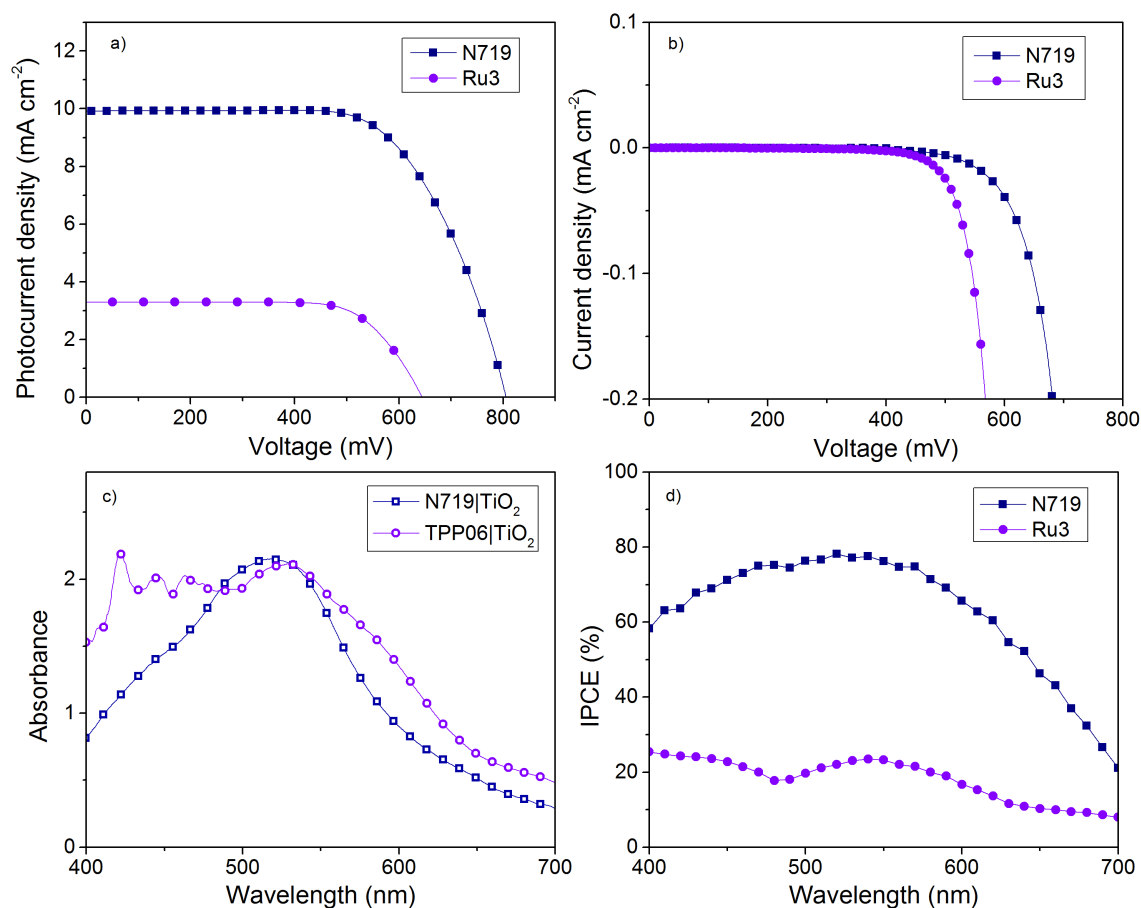 a)
N719
Ru3
Photocurrent density (mA cm⁻²)
12
10
8
6
4
2
0
0 200 400 600 800
Voltage (mV)
b)
N719
Ru3
Current density (mA cm⁻²)
0.1
0.0
-0.1
-0.2
0 200 400 600 800
Voltage (mV)
c)
N719|TiO₂
TPP06|TiO₂
Absorbance
2
1
0
400 500 600 700
Wavelength (nm)
d)
N719
Ru3
IPCE (%)
100
80
60
40
20
0
400 500 600 700
Wavelength (nm)